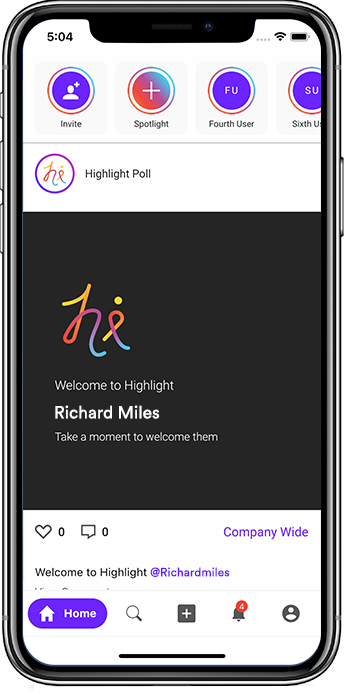 5:04
Invite
Spotlight
FU
Fourth User
SU
Sixth Us
hi
Highlight Poll
hi
Welcome to Highlight
Richard Miles
Take a moment to welcome them
0
0
Company Wide
Welcome to Highlight @Richardmiles
Home
4